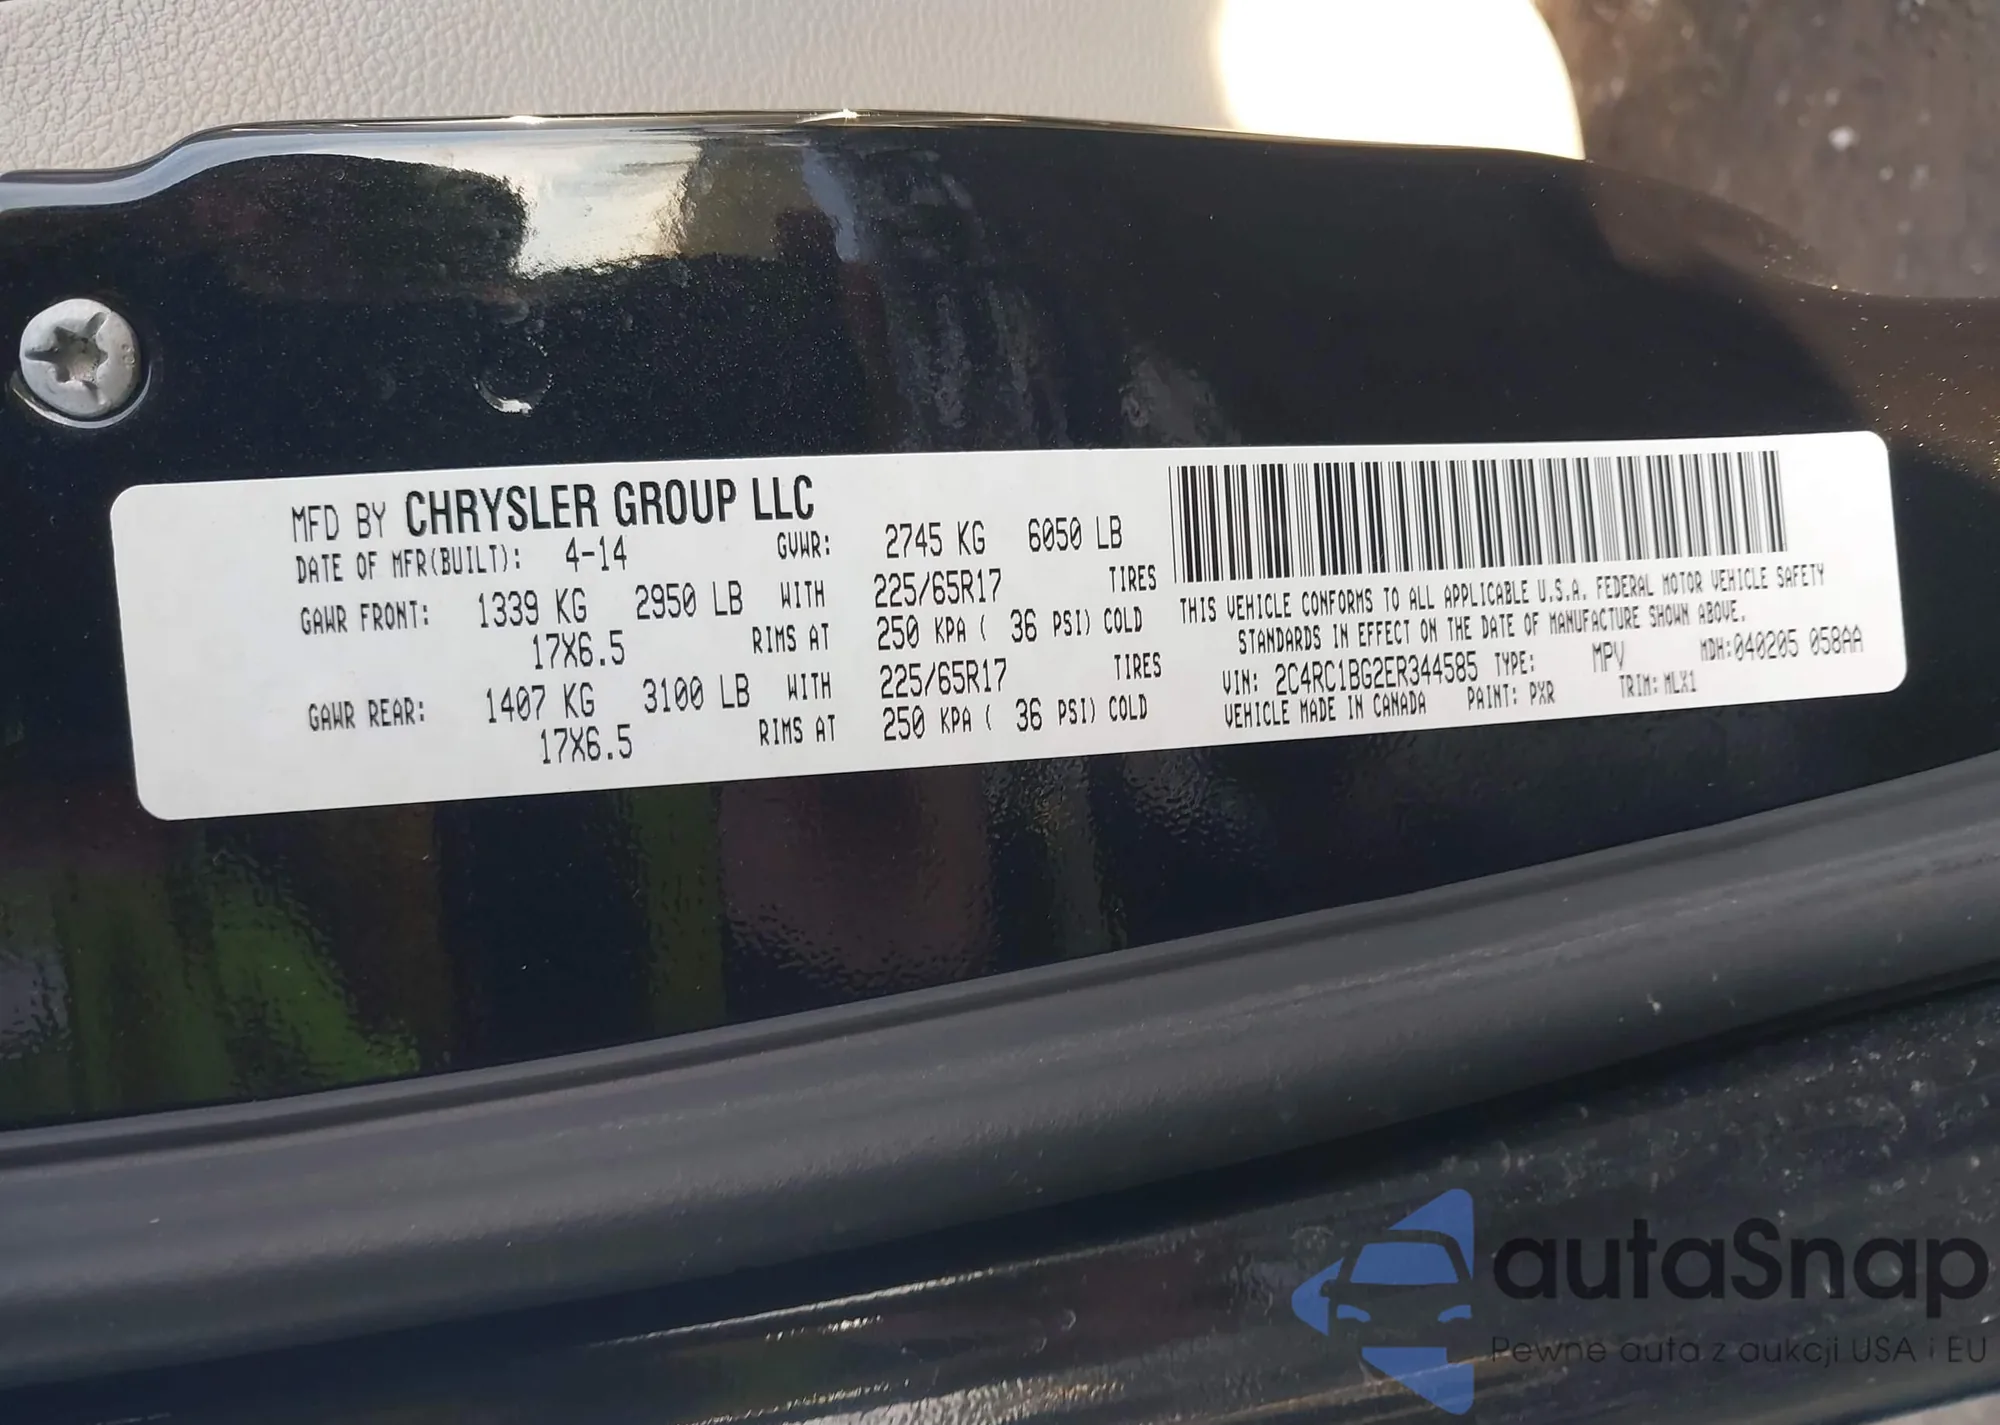 MFD BY CHRYSLER GROUP LLC
DATE OF MFR(BUILT): 4-14 GVWR: 2745 KG 6050 LB
GAWR FRONT: 1339 KG 2950 LB WITH 225/65R17 TIRES
17X6.5 RIMS AT 250 KPA ( 36 PSI) COLD
GAWR REAR: 1407 KG 3100 LB WITH 225/65R17 TIRES
17X6.5 RIMS AT 250 KPA ( 36 PSI) COLD
THIS VEHICLE CONFORMS TO ALL APPLICABLE U.S.A. FEDERAL MOTOR VEHICLE SAFETY
STANDARDS IN EFFECT ON THE DATE OF MANUFACTURE SHOWN ABOVE.
VIN: 2C4RC1BG2ER344585 TYPE: MPV MDH:040205 058AA
VEHICLE MADE IN CANADA PAINT: PXR TRIM: MLX1
autaSnap
Pewne auta z aukcji USA i EU